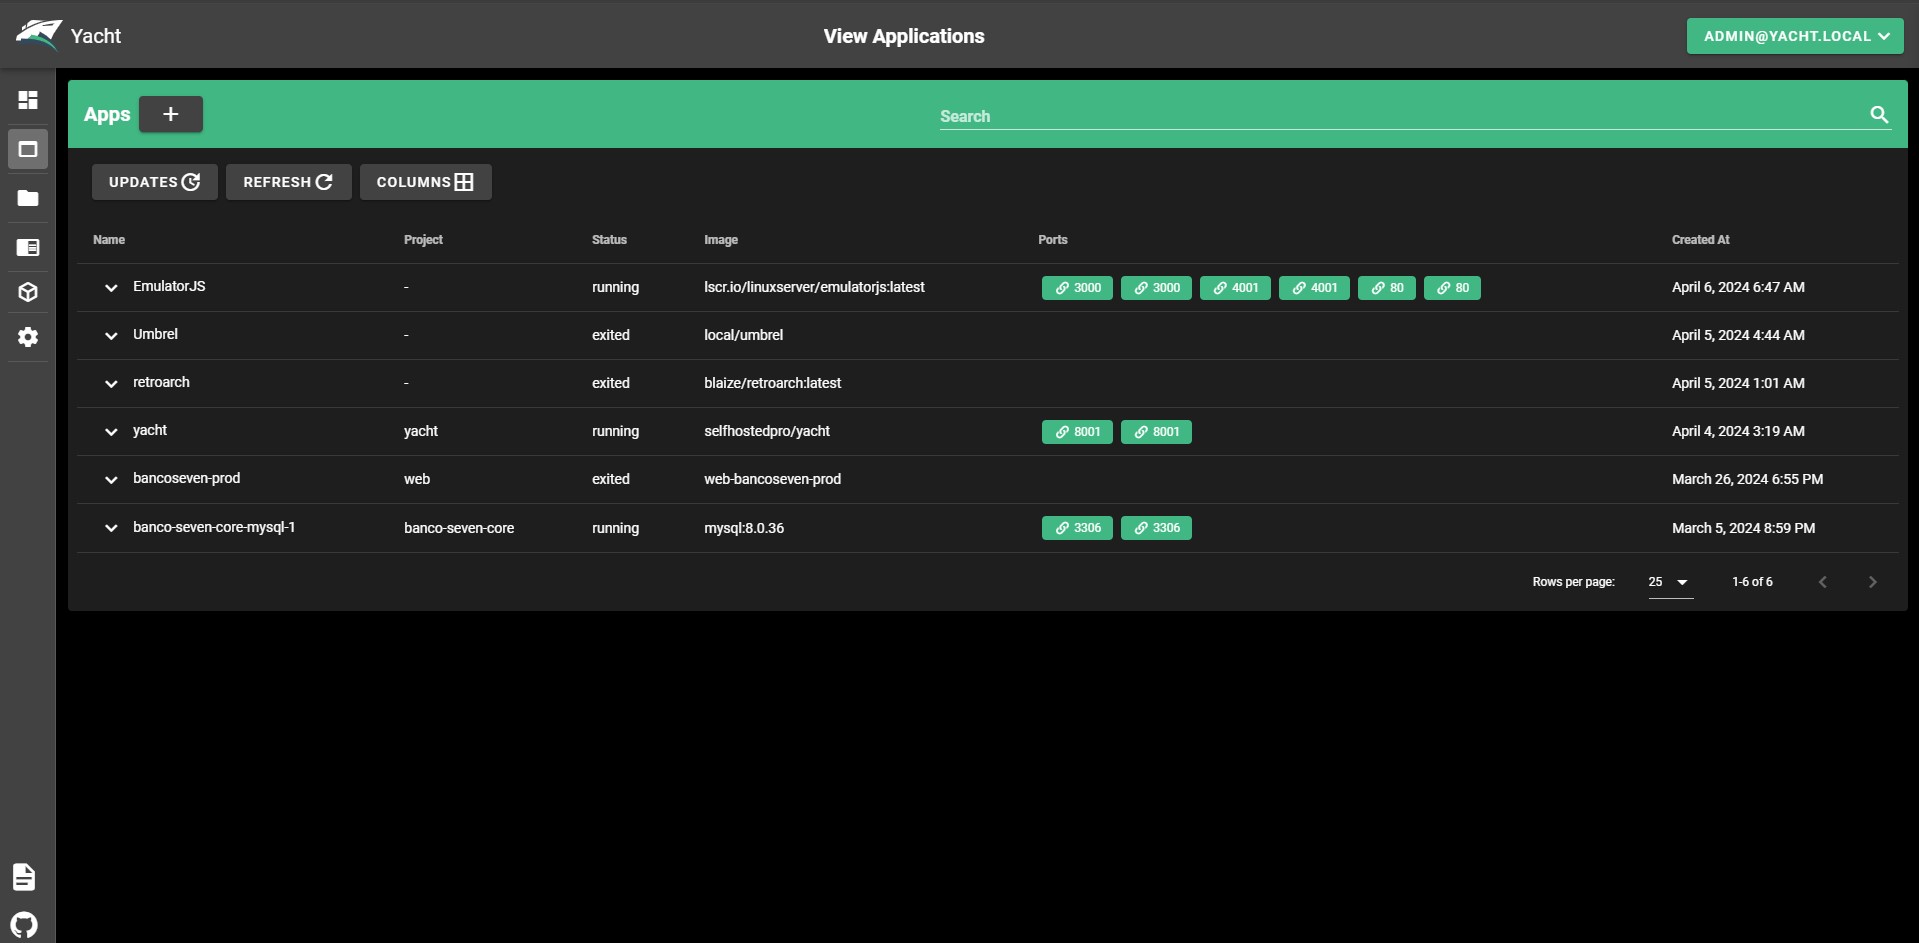 Yacht
View Applications
ADMIN@YACHT.LOCAL
Apps +
Search
UPDATES REFRESH COLUMNS
Name Project Status Image Ports Created At
EmulatorJS - running lscr.io/linuxserver/emulatorjs:latest 3000 3000 4001 4001 80 80 April 6, 2024 6:47 AM
Umbrel - exited local/umbrel April 5, 2024 4:44 AM
retroarch - exited blaize/retroarch:latest April 5, 2024 1:01 AM
yacht yacht running selfhostedpro/yacht 8001 8001 April 4, 2024 3:19 AM
bancoseven-prod web exited web-bancoseven-prod March 26, 2024 6:55 PM
banco-seven-core-mysql-1 banco-seven-core running mysql:8.0.36 3306 3306 March 5, 2024 8:59 PM
Rows per page: 25 1-6 of 6